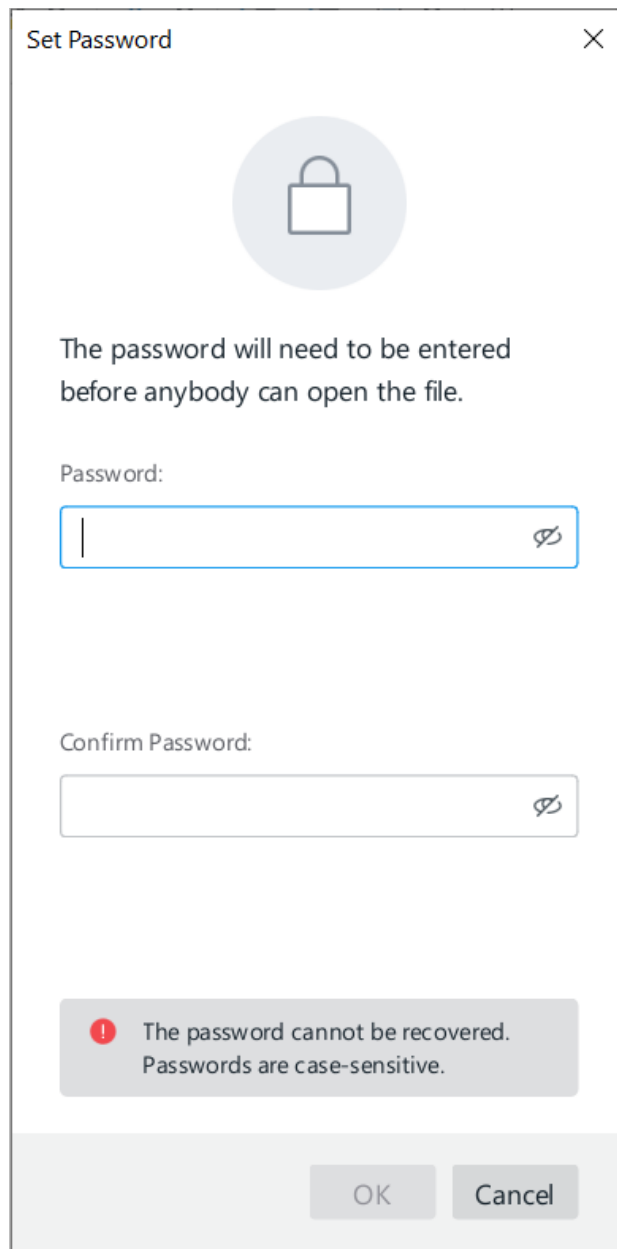 Set Password
The password will need to be entered
before anybody can open the file.
Password:
Confirm Password:
The password cannot be recovered.
Passwords are case-sensitive.
OK
Cancel